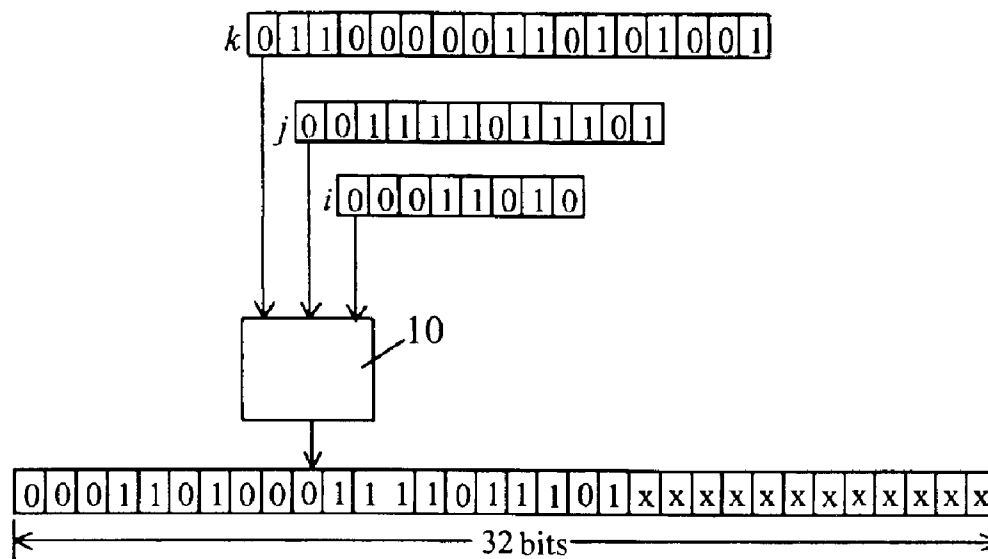 k 0 1 1 0 0 0 0 0 1 1 0 1 0 1 0 0 1
j 0 0 1 1 1 1 0 1 1 1 0 1
i 0 0 0 1 1 0 1 0
10
0 0 0 1 1 0 1 0 0 0 1 1 1 1 0 1 1 1 0 1 x x x x x x x x x x x x
32 bits